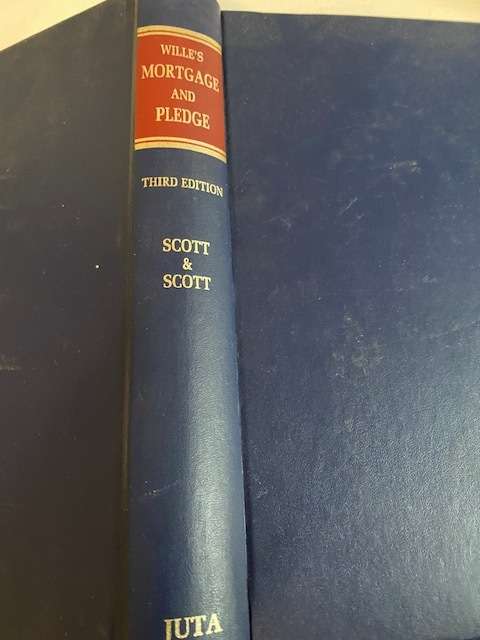 WILLE'S
MORTGAGE
AND
PLEDGE
THIRD EDITION
SCOTT
&
SCOTT
JUTA